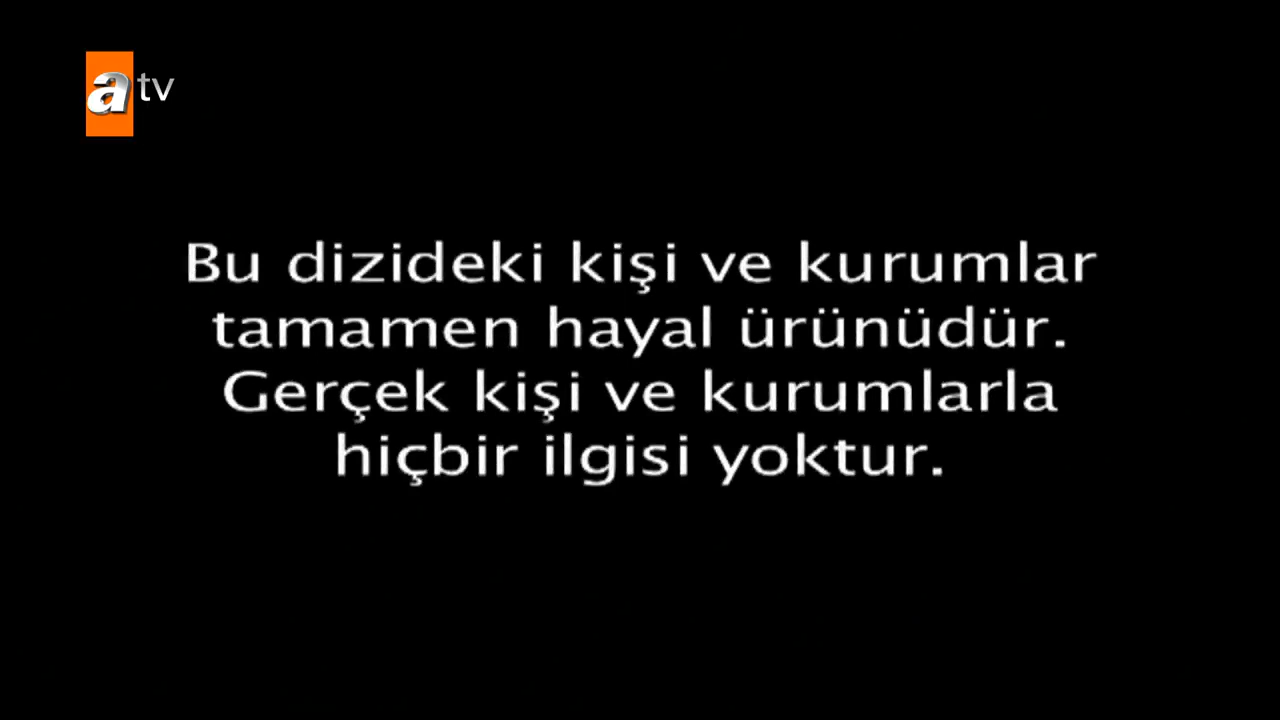 atv
Bu dizideki kişi ve kurumlar
tamamen hayal ürünüdür.
Gerçek kişi ve kurumlarla
hiçbir ilgisi yoktur.